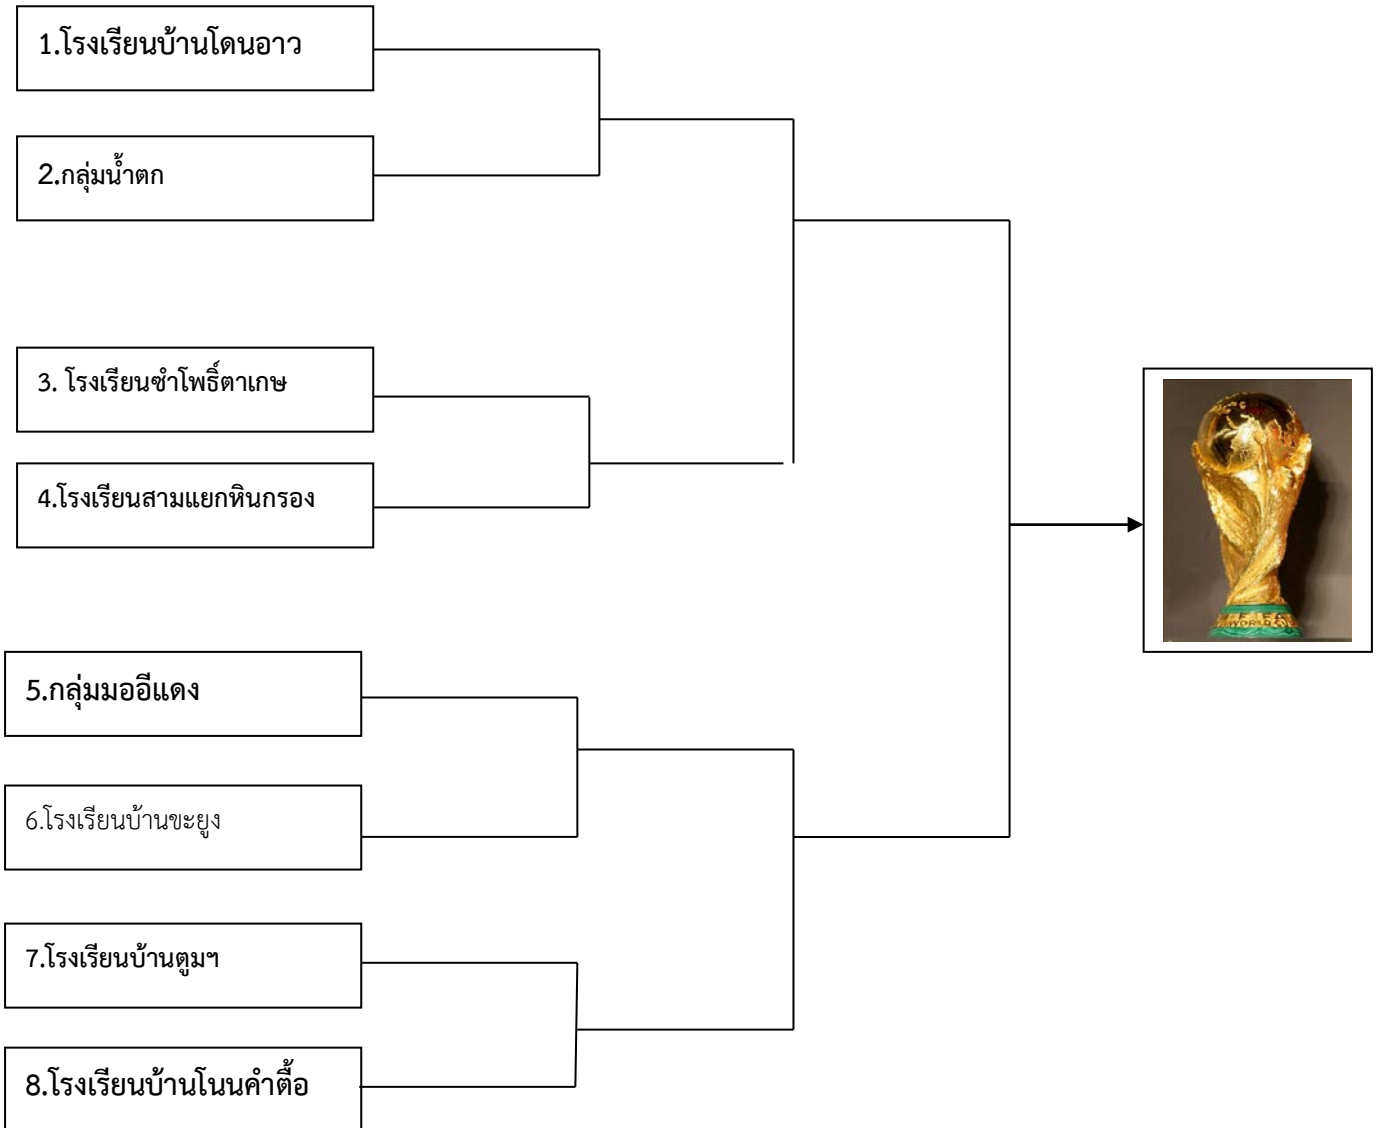 1.โรงเรียนบ้านโดนอาว
2.กลุ่มน้ำตก
3. โรงเรียนซำโพธิ์ตาเกษ
4.โรงเรียนสามแยกหินกรอง
5.กลุ่มมออีแดง
6.โรงเรียนบ้านขะยูง
7.โรงเรียนบ้านตูมฯ
8.โรงเรียนบ้านโนนคำตื้อ